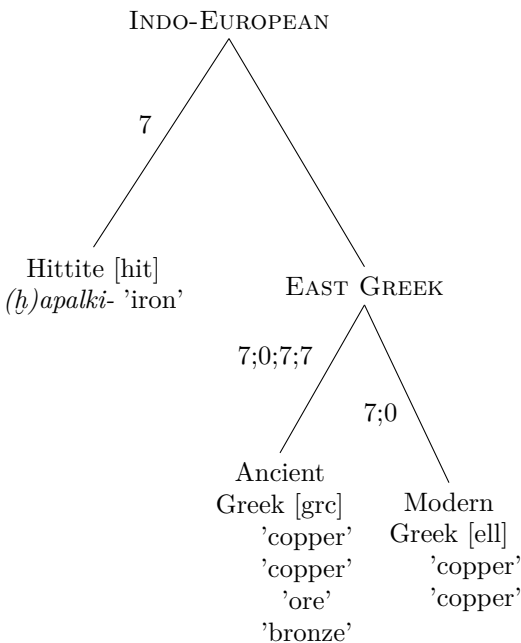 INDO-EUROPEAN
7
Hittite [hit]
(ḫ)apalki- 'iron'
EAST GREEK
7;0;7;7
7;0
Ancient
Greek [grc]
'copper'
'copper'
'ore'
'bronze'
Modern
Greek [ell]
'copper'
'copper'